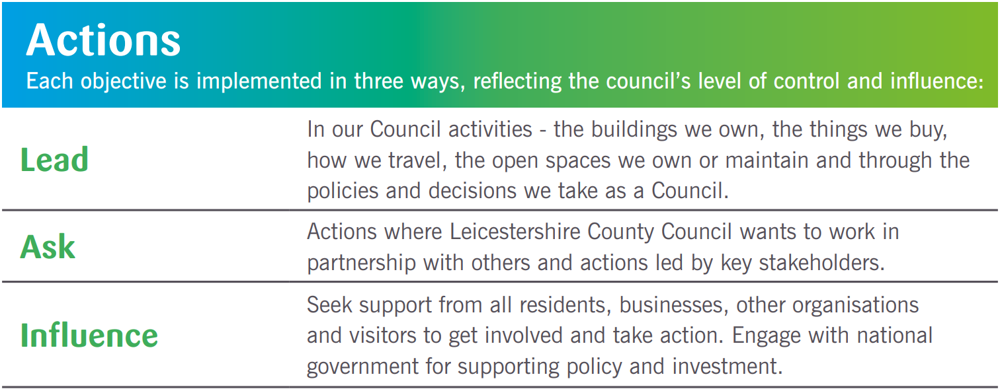 Actions
Each objective is implemented in three ways, reflecting the council’s level of control and influence:
Lead
In our Council activities - the buildings we own, the things we buy,
how we travel, the open spaces we own or maintain and through the
policies and decisions we take as a Council.
Ask
Actions where Leicestershire County Council wants to work in
partnership with others and actions led by key stakeholders.
Influence
Seek support from all residents, businesses, other organisations
and visitors to get involved and take action. Engage with national
government for supporting policy and investment.